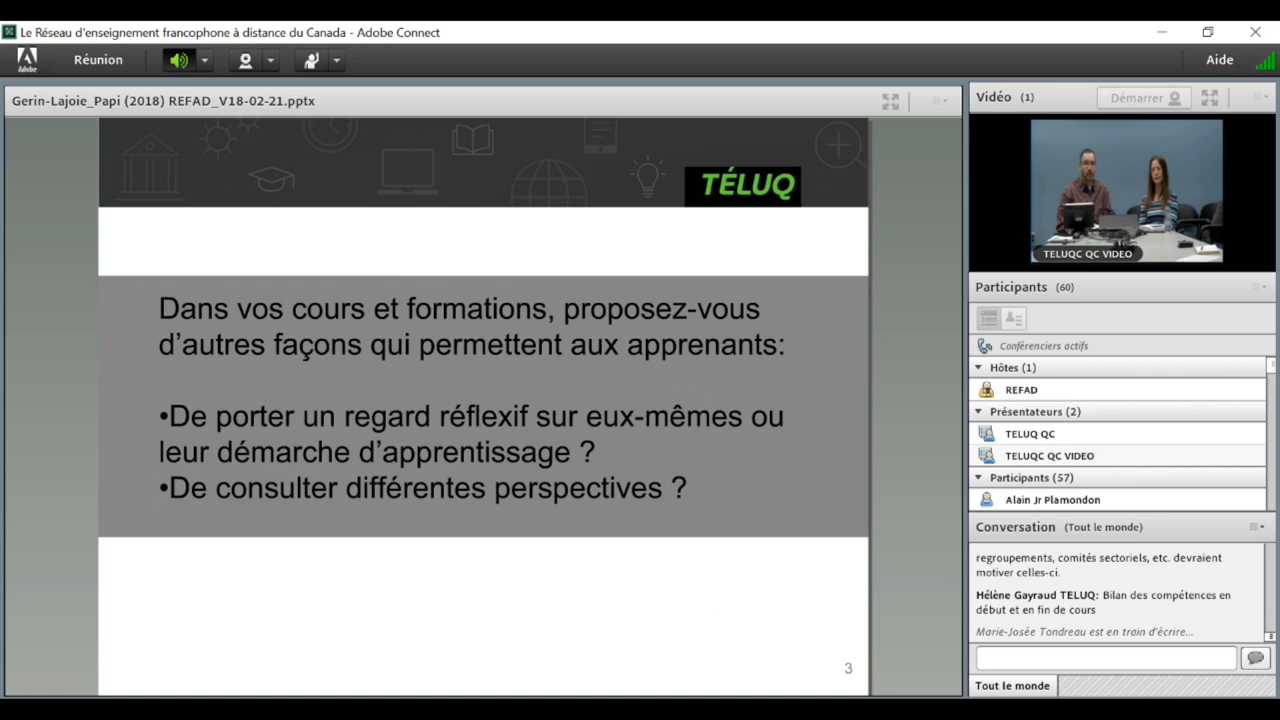 Le Réseau d'enseignement francophone à distance du Canada - Adobe Connect
Adobe
Réunion
Aide
Gerin-Lajoie_Papi (2018) REFAD_V18-02-21.pptx
TÉLUQ
Dans vos cours et formations, proposez-vous
d'autres façons qui permettent aux apprenants:
•De porter un regard réflexif sur eux-mêmes ou
leur démarche d'apprentissage ?
•De consulter différentes perspectives ?
3
Vidéo (1)
Démarrer
TELUQC QC VIDEO
Participants (60)
Conférenciers actifs
Hôtes (1)
REFAD
Présentateurs (2)
TELUQ QC
TELUQC QC VIDEO
Participants (57)
Alain Jr Plamondon
Conversation (Tout le monde)
regroupements, comités sectoriels, etc. devraient
motiver celles-ci.
Hélène Gayraud TELUQ: Bilan des compétences en
début et en fin de cours
Marie-Josée Tondreau est en train d'écrire...
Tout le monde